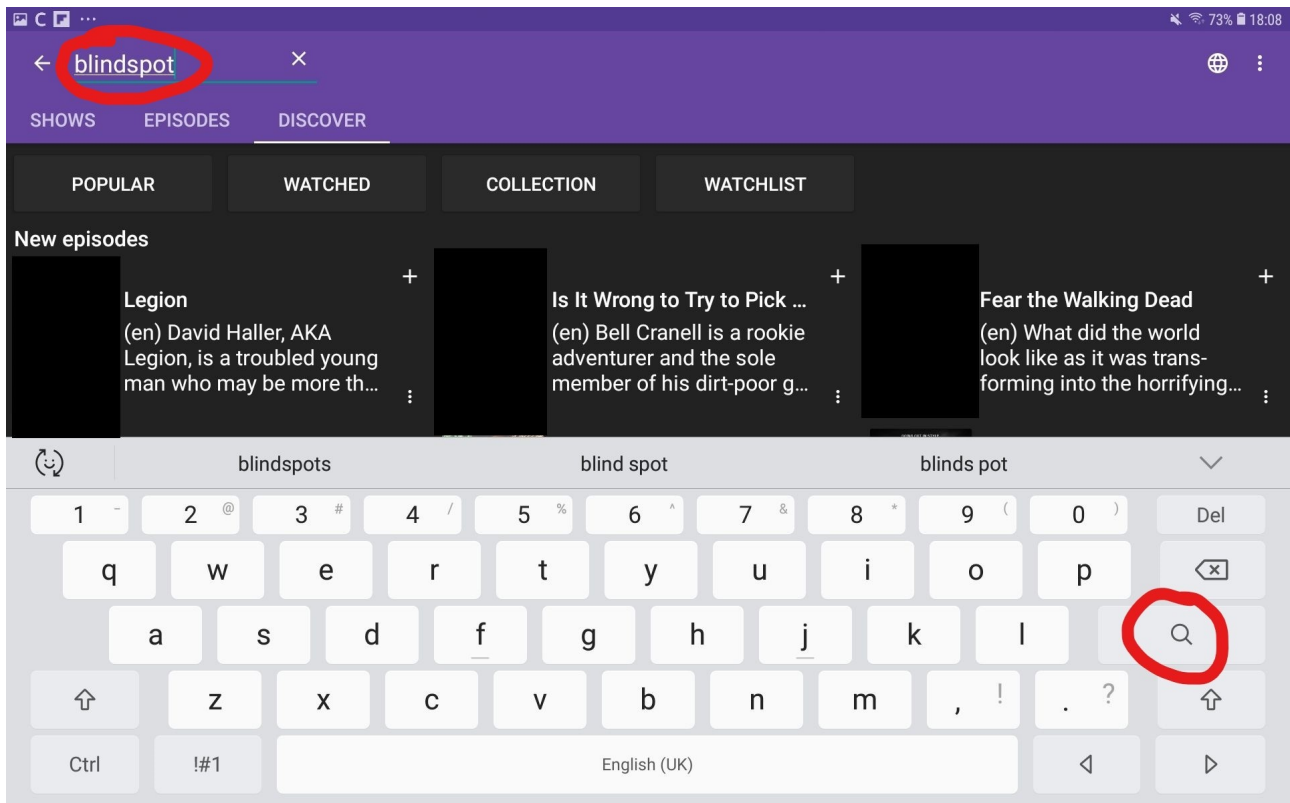 C ... 73% 18:08
blindspot
SHOWS EPISODES DISCOVER
POPULAR WATCHED COLLECTION WATCHLIST
New episodes
Legion
(en) David Haller, AKA
Legion, is a troubled young
man who may be more th...
Is It Wrong to Try to Pick ...
(en) Bell Cranell is a rookie
adventurer and the sole
member of his dirt-poor g...
Fear the Walking Dead
(en) What did the world
look like as it was trans-
forming into the horrifying...
blindspots blind spot blinds pot
1 - 2 @ 3 # 4 / 5 % 6 ^ 7 & 8 * 9 ( 0 ) Del
q w e r t y u i o p
a s d f g h j k l
z x c v b n m , ! . ?
Ctrl !#1 English (UK)